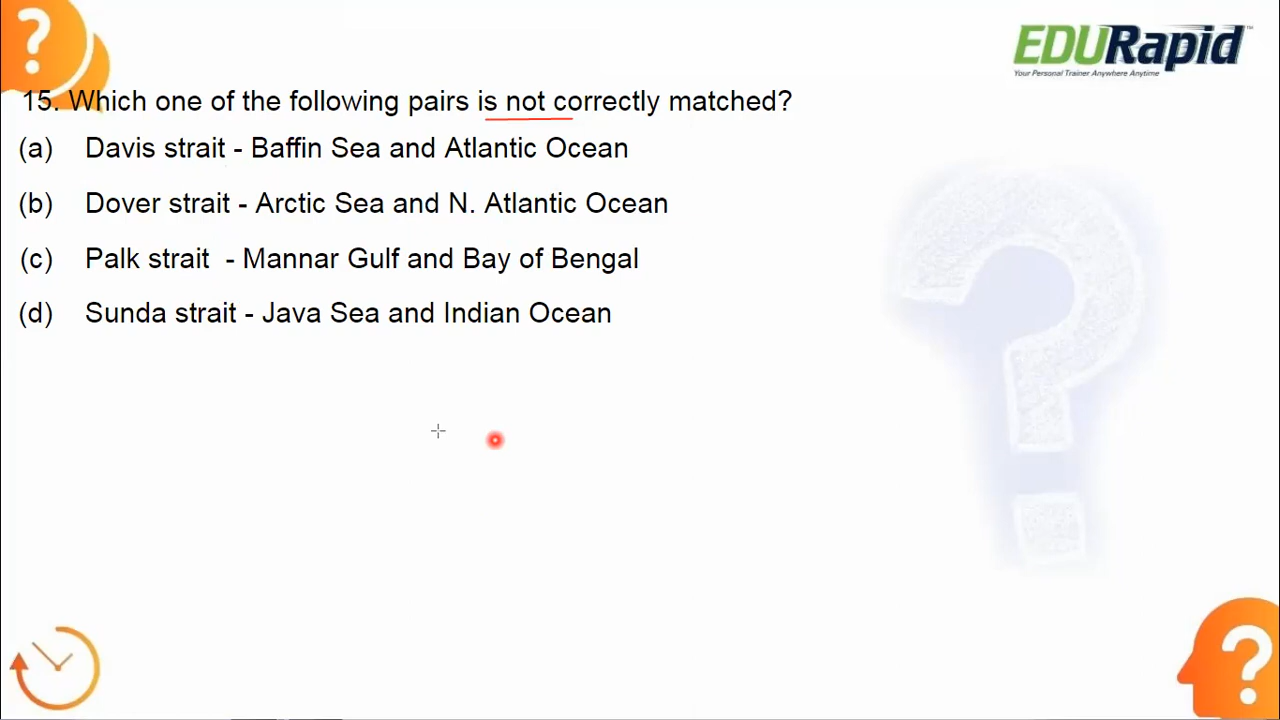 ?
EDURapid™
Your Personal Trainer Anywhere Anytime
15. Which one of the following pairs is not correctly matched?
(a) Davis strait - Baffin Sea and Atlantic Ocean
(b) Dover strait - Arctic Sea and N. Atlantic Ocean
(c) Palk strait - Mannar Gulf and Bay of Bengal
(d) Sunda strait - Java Sea and Indian Ocean
?
?